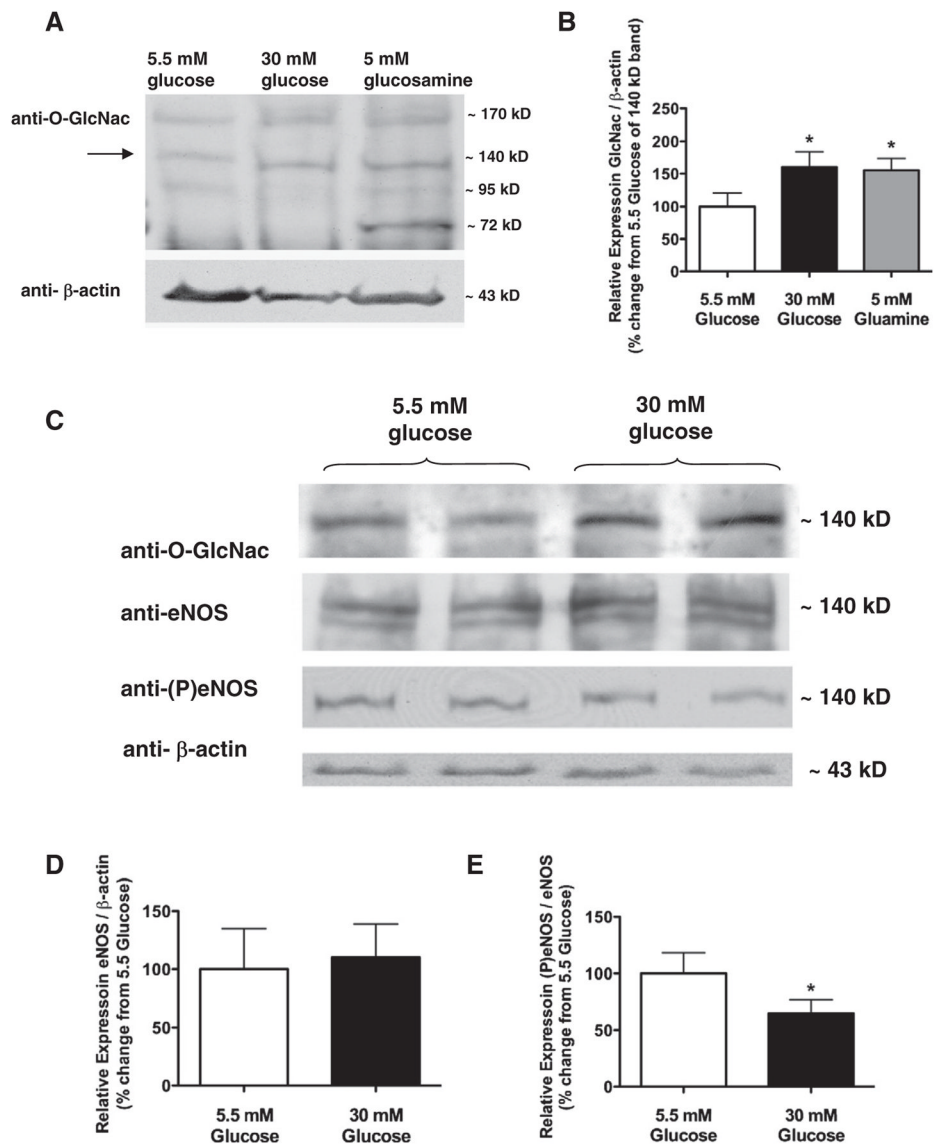 A
5.5 mM glucose
30 mM glucose
5 mM glucosamine
anti-O-GlcNac
~ 170 kD
~ 140 kD
~ 95 kD
~ 72 kD
anti- β-actin
~ 43 kD
B
Relative Expressoin GlcNac / β-actin
(% change from 5.5 Glucose of 140 kD band)
250
200
150
100
50
0
*
*
5.5 mM Glucose
30 mM Glucose
5 mM Gluamine
C
5.5 mM glucose
30 mM glucose
anti-O-GlcNac
~ 140 kD
anti-eNOS
~ 140 kD
anti-(P)eNOS
~ 140 kD
anti- β-actin
~ 43 kD
D
Relative Expressoin eNOS / β-actin
(% change from 5.5 Glucose)
150
100
50
0
5.5 mM Glucose
30 mM Glucose
E
Relative Expressoin (P)eNOS / eNOS
(% change from 5.5 Glucose)
150
100
50
0
*
5.5 mM Glucose
30 mM Glucose